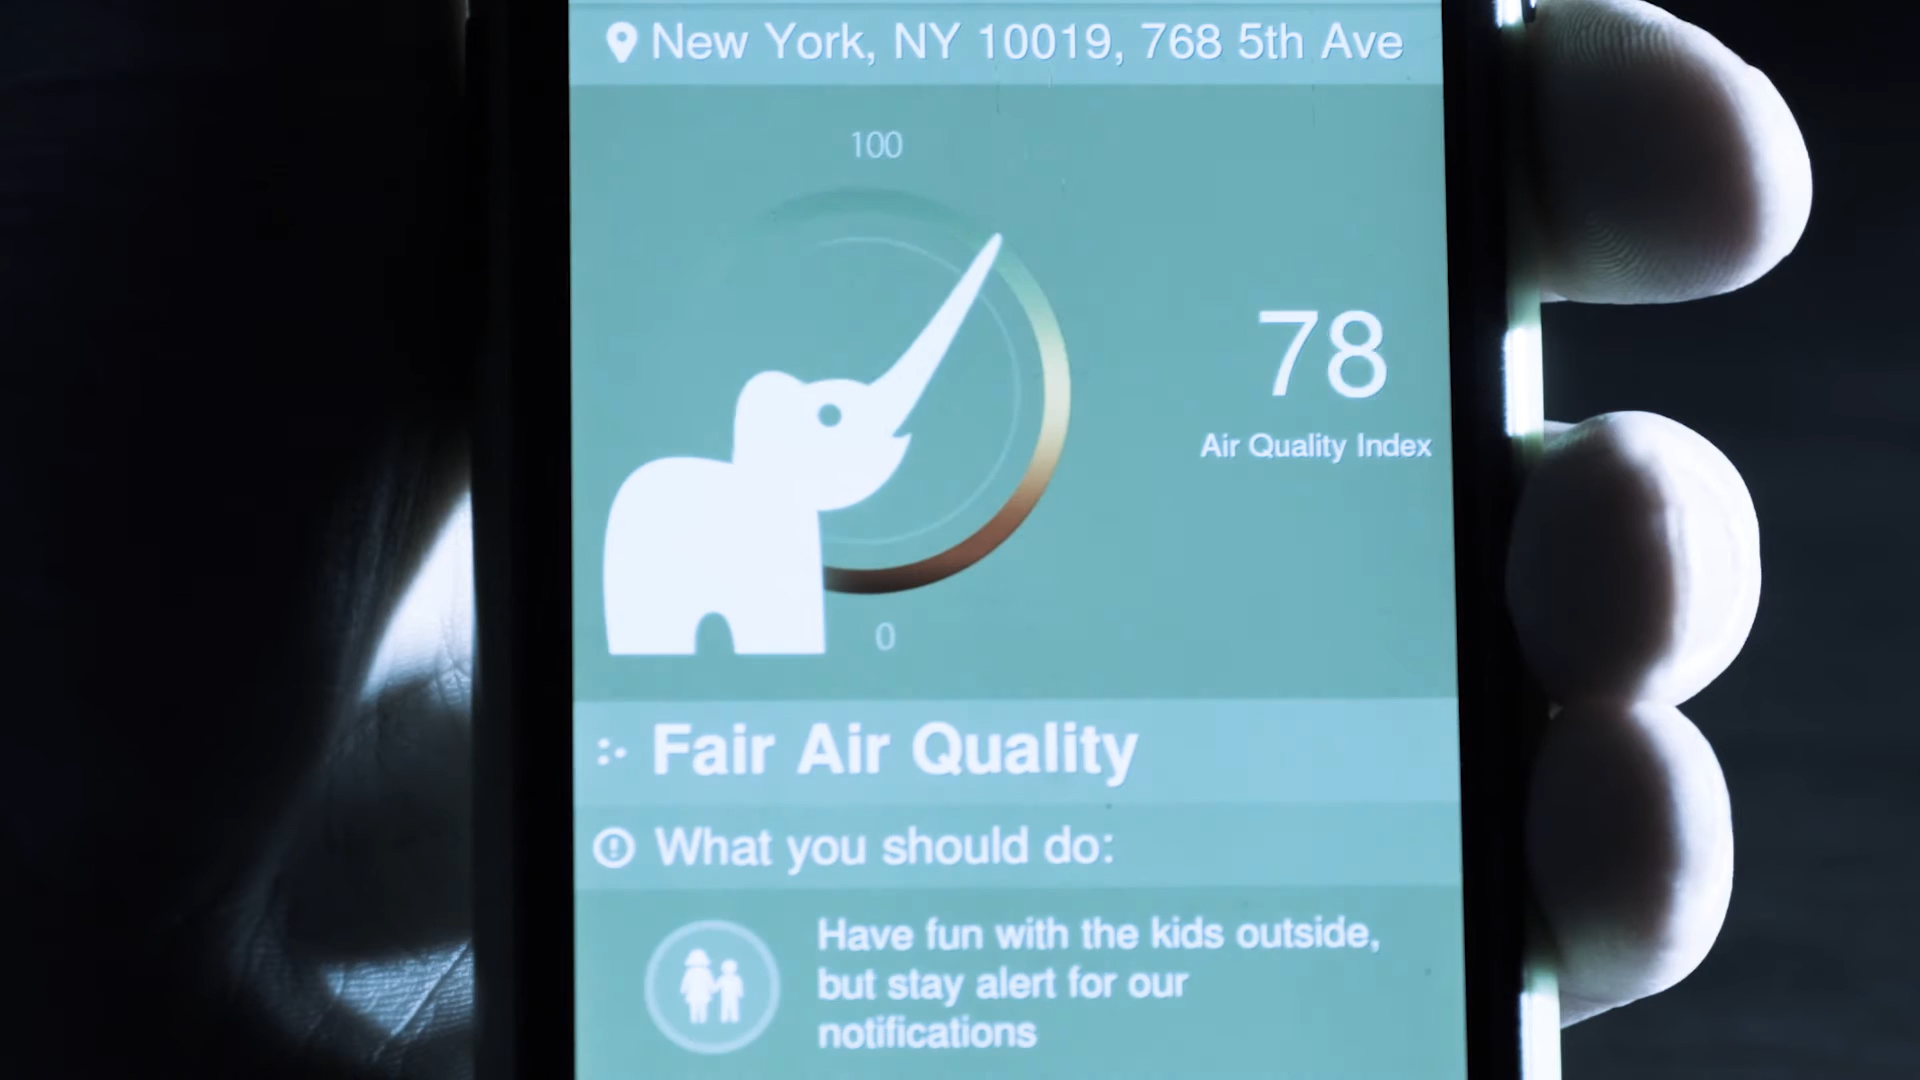 New York, NY 10019, 768 5th Ave
100
78
Air Quality Index
0
Fair Air Quality
What you should do:
Have fun with the kids outside,
but stay alert for our
notifications